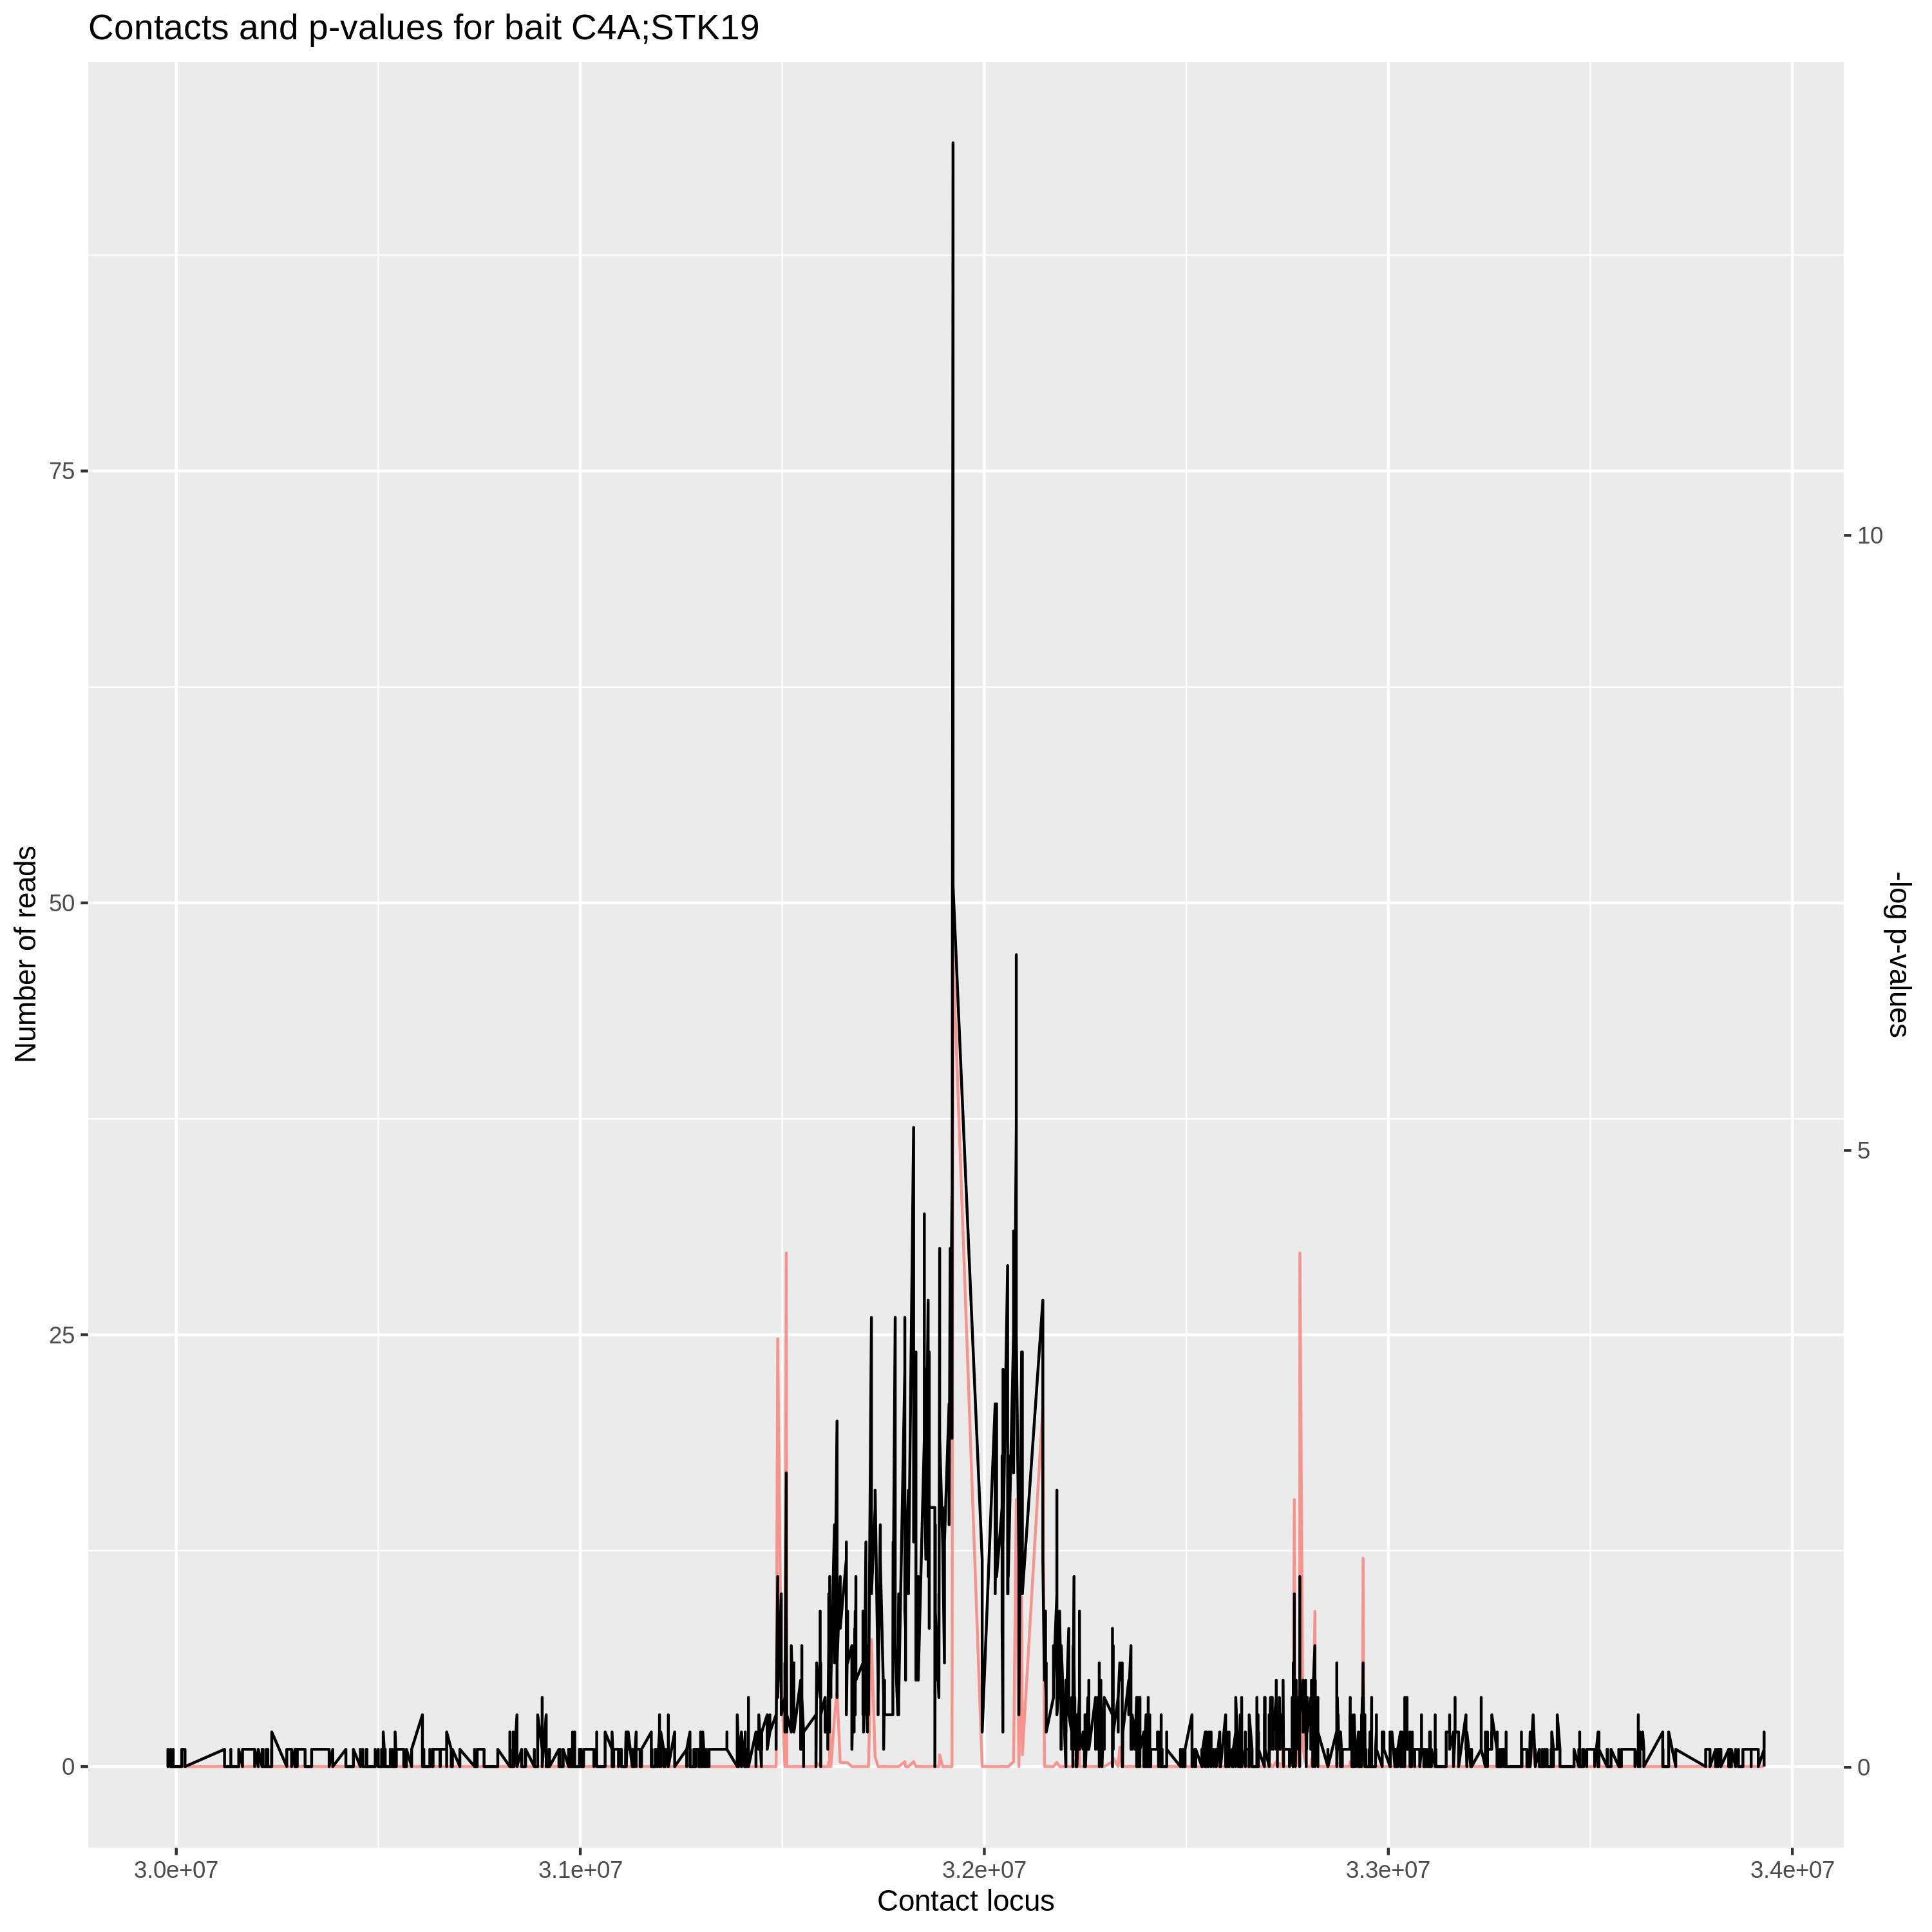 Contacts and p-values for bait C4A;STK19
75
50
25
0
10
5
0
Number of reads
-log p-values
3.0e+07
3.1e+07
3.2e+07
3.3e+07
3.4e+07
Contact locus